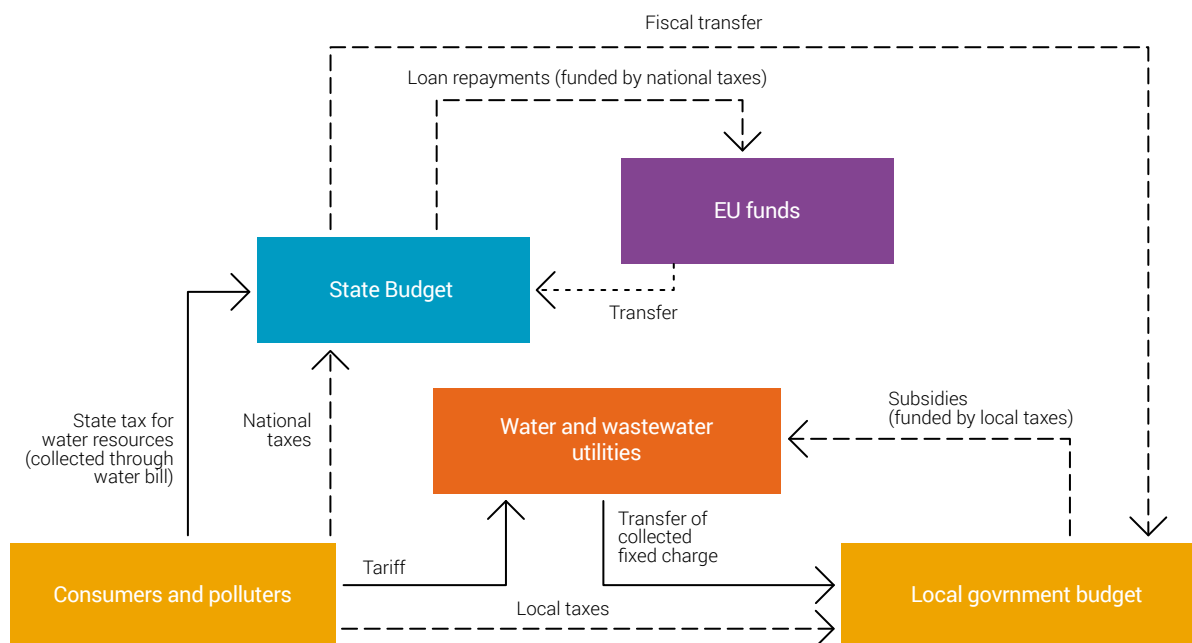 Fiscal transfer
Loan repayments (funded by national taxes)
EU funds
State Budget
Transfer
State tax for
water resources
(collected through
water bill)
National
taxes
Water and wastewater
utilities
Subsidies
(funded by local taxes)
Transfer of
collected
fixed charge
Consumers and polluters
Tariff
Local govrnment budget
Local taxes